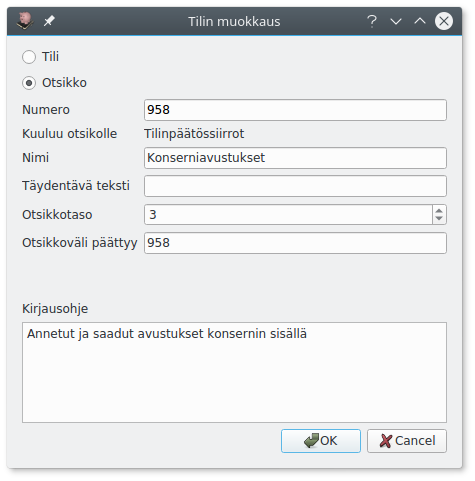 Tilin muokkaus
Tili
Otsikko
Numero 958
Kuuluu otsikolle Tilinpäätössiirrot
Nimi Konserniavustukset
Täydentävä teksti
Otsikkotaso 3
Otsikkoväli päättyy 958
Kirjausohje
Annetut ja saadut avustukset konsernin sisällä
OK Cancel